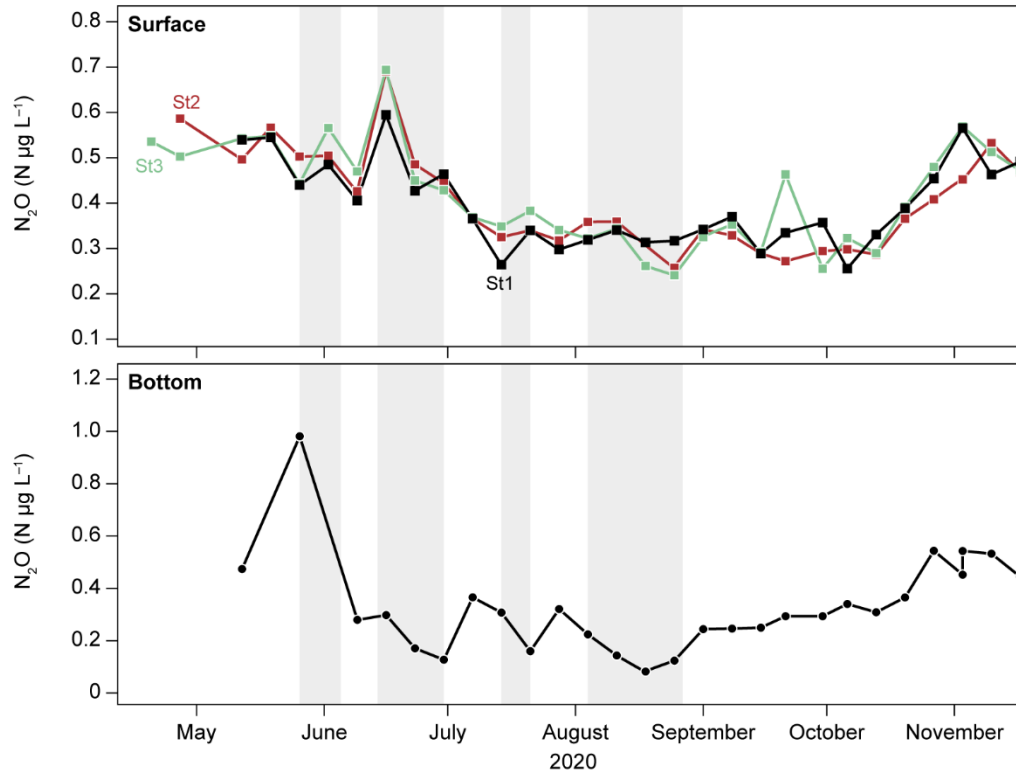 Surface
0.8
0.7
0.6
0.5
0.4
0.3
0.2
0.1
N₂O (N µg L⁻¹)
St2
St3
St1
Bottom
1.2
1.0
0.8
0.6
0.4
0.2
0
N₂O (N µg L⁻¹)
May June July August September October November
2020